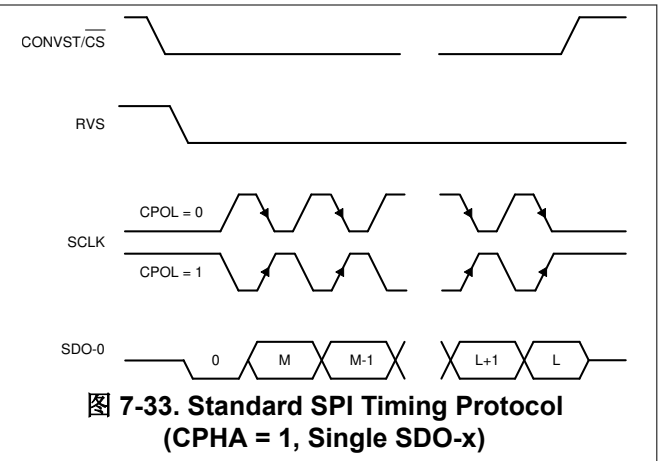 CONVST/CS
RVS
CPOL = 0
SCLK
CPOL = 1
SDO-0
0 M M-1 L+1 L
图 7-33. Standard SPI Timing Protocol
(CPHA = 1, Single SDO-x)